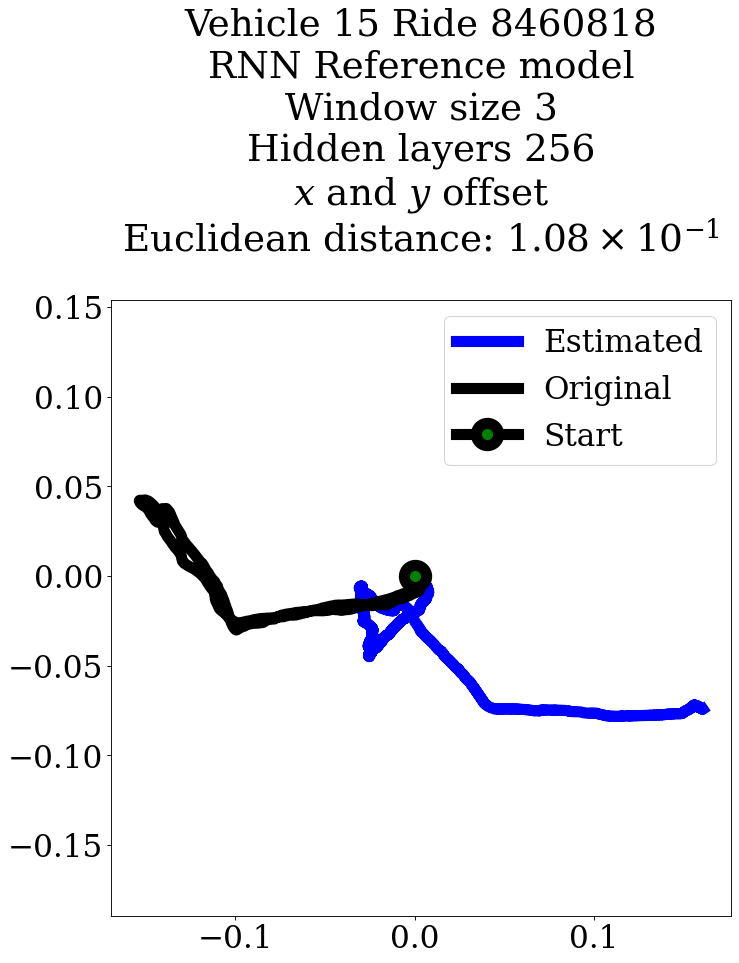 Vehicle 15 Ride 8460818
RNN Reference model
Window size 3
Hidden layers 256
x and y offset
Euclidean distance: 1.08 × 10⁻¹
0.15
0.10
0.05
0.00
−0.05
−0.10
−0.15
Estimated
Original
Start
−0.1
0.0
0.1